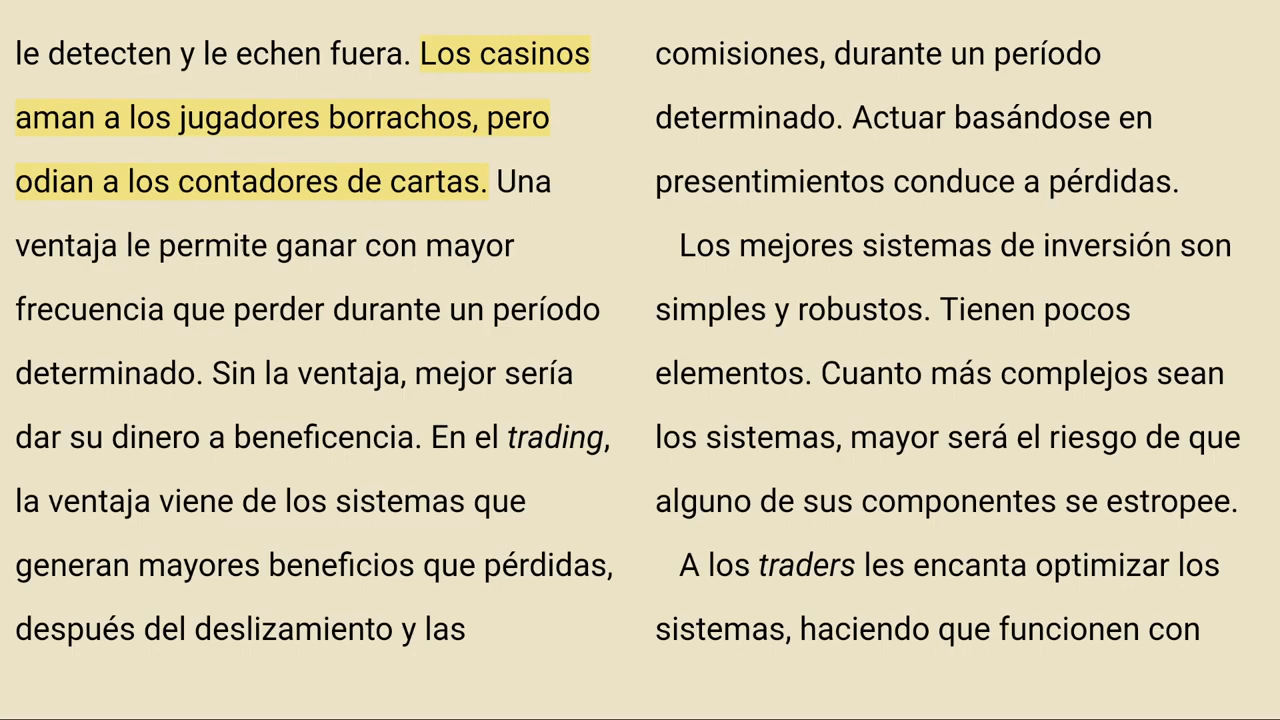 le detecten y le echen fuera. Los casinos
aman a los jugadores borrachos, pero
odian a los contadores de cartas. Una
ventaja le permite ganar con mayor
frecuencia que perder durante un período
determinado. Sin la ventaja, mejor sería
dar su dinero a beneficencia. En el trading,
la ventaja viene de los sistemas que
generan mayores beneficios que pérdidas,
después del deslizamiento y las
comisiones, durante un período
determinado. Actuar basándose en
presentimientos conduce a pérdidas.
Los mejores sistemas de inversión son
simples y robustos. Tienen pocos
elementos. Cuanto más complejos sean
los sistemas, mayor será el riesgo de que
alguno de sus componentes se estropee.
A los traders les encanta optimizar los
sistemas, haciendo que funcionen con